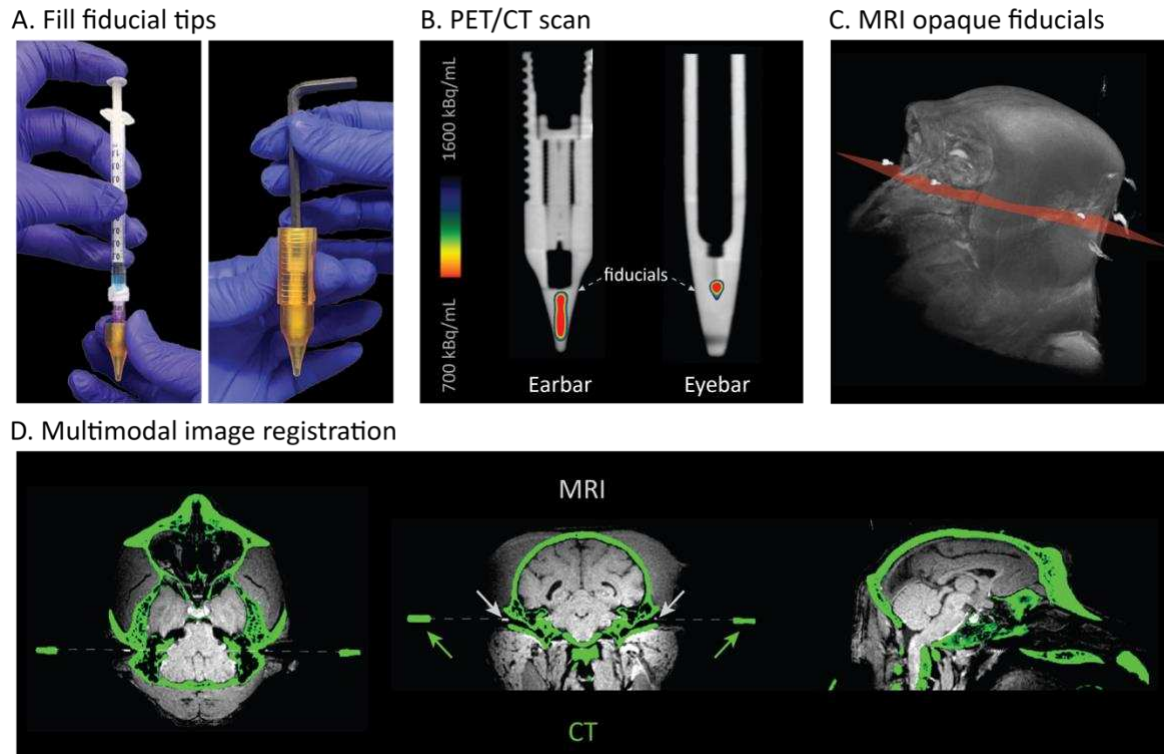 A. Fill fiducial tips
B. PET/CT scan
C. MRI opaque fiducials
1600 kBq/mL
700 kBq/mL
fiducials
Earbar
Eyebar
D. Multimodal image registration
MRI
CT